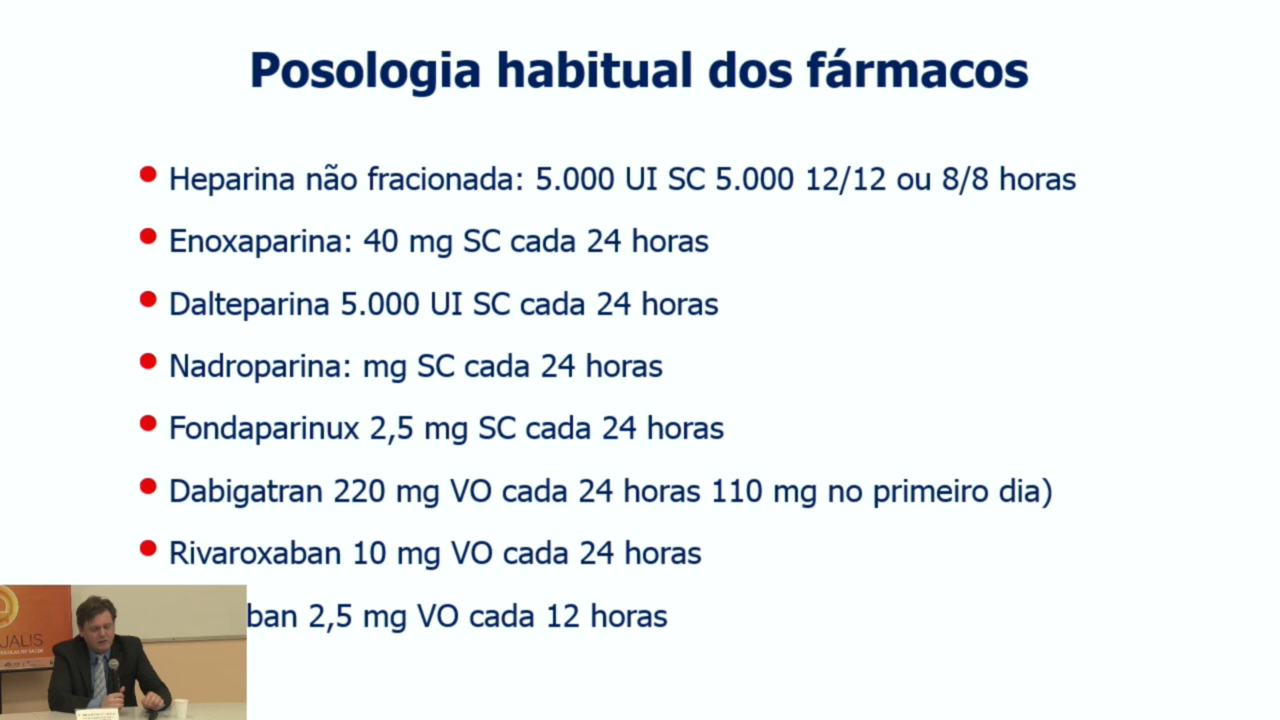 Posologia habitual dos fármacos
Heparina não fracionada: 5.000 UI SC 5.000 12/12 ou 8/8 horas
Enoxaparina: 40 mg SC cada 24 horas
Dalteparina 5.000 UI SC cada 24 horas
Nadroparina: mg SC cada 24 horas
Fondaparinux 2,5 mg SC cada 24 horas
Dabigatran 220 mg VO cada 24 horas 110 mg no primeiro dia)
Rivaroxaban 10 mg VO cada 24 horas
ban 2,5 mg VO cada 12 horas
JALIS